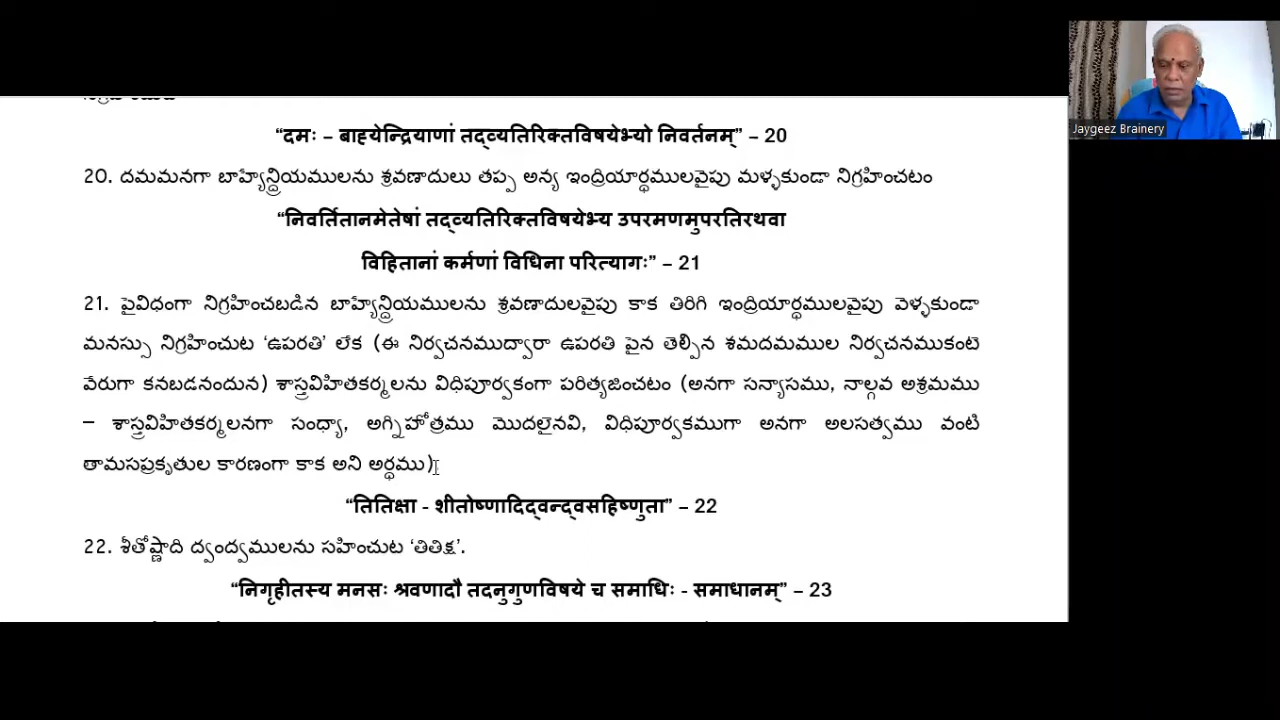 “दमः – बाह्येन्द्रियाणां तद्व्यतिरिक्तविषयेभ्यो निवर्तनम्” – 20
20. దమమనగా బాహ్యేన్ద్రియములను శ్రవణాదులు తప్ప అన్య ఇంద్రియార్థములవైపు మళ్ళకుండా నిగ్రహించటం
“निवर्तितानामेतेषां तद्व्यतिरिक्तविषयेभ्य उपरमणमुपरतिरथवा
विहितानां कर्मणां विधिना परित्यागः” – 21
21. పైవిధంగా నిగ్రహించబడిన బాహ్యేన్ద్రియములను శ్రవణాదులవైపు కాక తిరిగి ఇంద్రియార్థములవైపు వెళ్ళకుండా
మనస్సు నిగ్రహించుట ‘ఉపరతి’ లేక (ఈ నిర్వచనముద్వారా ఉపరతి పైన తెల్పిన శమదమముల నిర్వచనముకంటె
వేరుగా కనబడనందున) శాస్త్రవిహితకర్మలను విధిపూర్వకంగా పరిత్యజించటం (అనగా సన్యాసము, నాల్గవ అశ్రమము
– శాస్త్రవిహితకర్మలనగా సంధ్యా, అగ్నిహోత్రము మొదలైనవి, విధిపూర్వకముగా అనగా అలసత్వము వంటి
తామసప్రకృతుల కారణంగా కాక అని అర్థము)
“तितिक्षा - शीतोष्णादिद्वन्द्वसहिष्णुता” – 22
22. శీతోష్ణాది ద్వంద్వములను సహించుట ‘తితిక్ష’.
“निगृहीतस्य मनसः श्रवणादौ तदनुगुणविषये च समाधिः - समाधानम्” – 23
Jaygeez Brainery